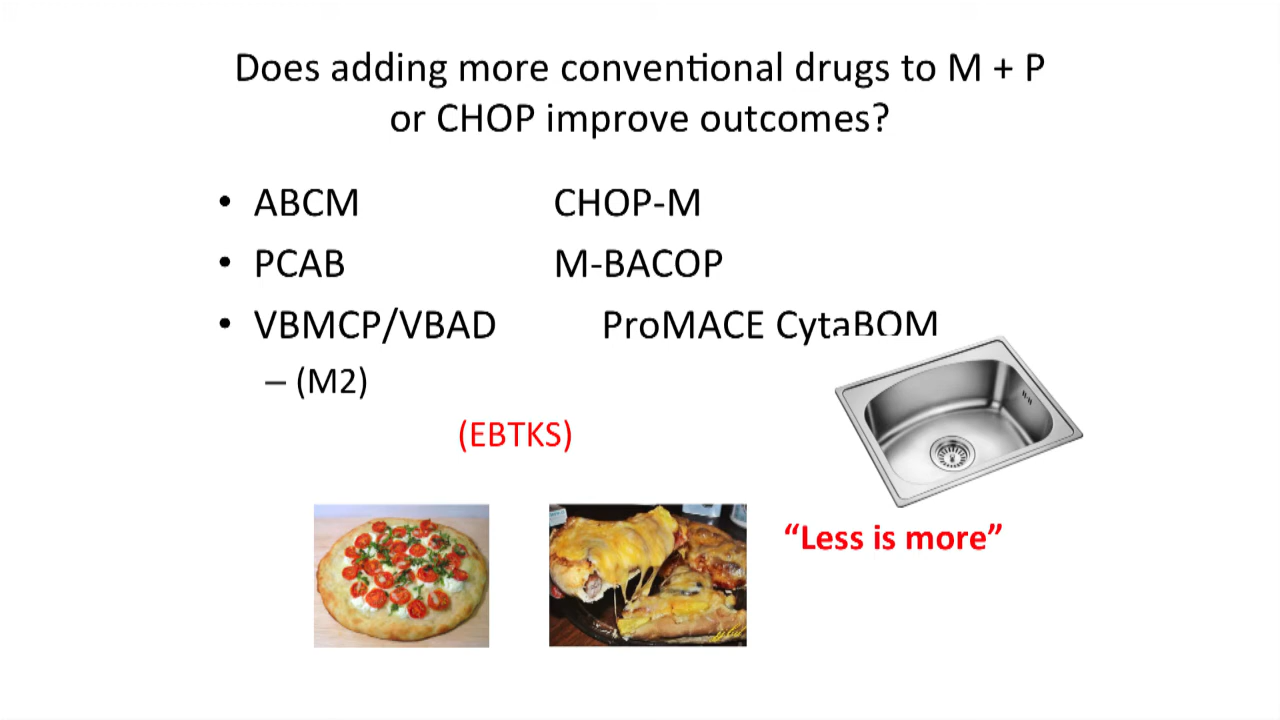 Does adding more conventional drugs to M + P
or CHOP improve outcomes?
• ABCM CHOP-M
• PCAB M-BACOP
• VBMCP/VBAD ProMACE CytaBOM
– (M2)
(EBTKS)
“Less is more”